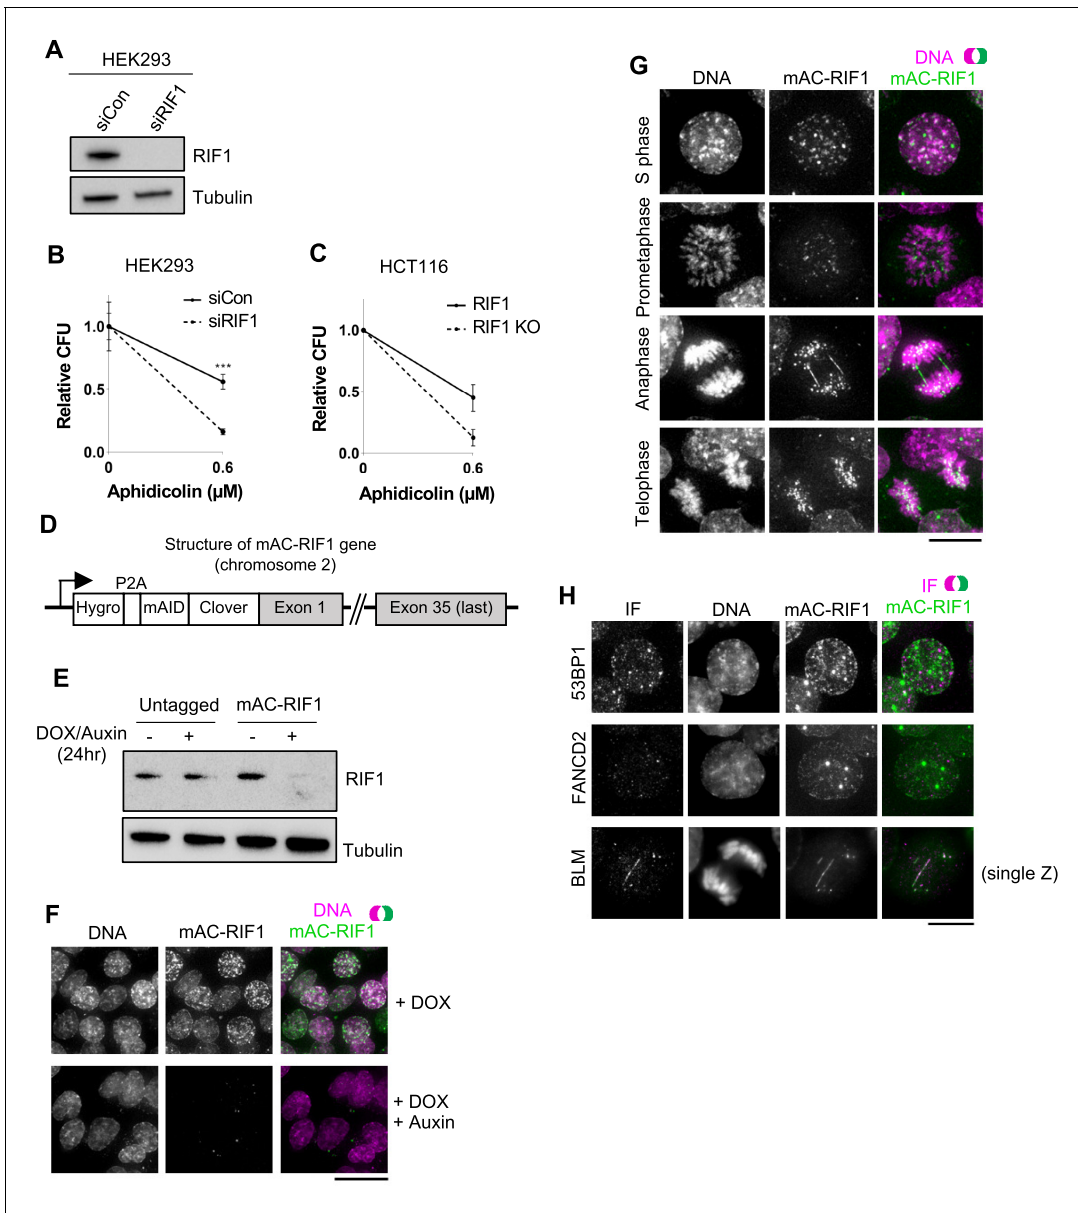 A
HEK293
siCon
siRIF1
RIF1
Tubulin
B
HEK293
siCon
siRIF1
Relative CFU
1.0
0.5
0.0
***
0
0.6
Aphidicolin (µM)
C
HCT116
RIF1
RIF1 KO
Relative CFU
1.0
0.5
0.0
0
0.6
Aphidicolin (µM)
D
Structure of mAC-RIF1 gene
(chromosome 2)
P2A
Hygro mAID Clover Exon 1 Exon 35 (last)
E
Untagged mAC-RIF1
DOX/Auxin - + - +
(24hr)
RIF1
Tubulin
F
DNA
DNA mAC-RIF1 mAC-RIF1
+ DOX
+ DOX
+ Auxin
G
DNA
DNA mAC-RIF1 mAC-RIF1
S phase
Prometaphase
Anaphase
Telophase
H
IF
IF DNA mAC-RIF1 mAC-RIF1
53BP1
FANCD2
BLM
(single Z)